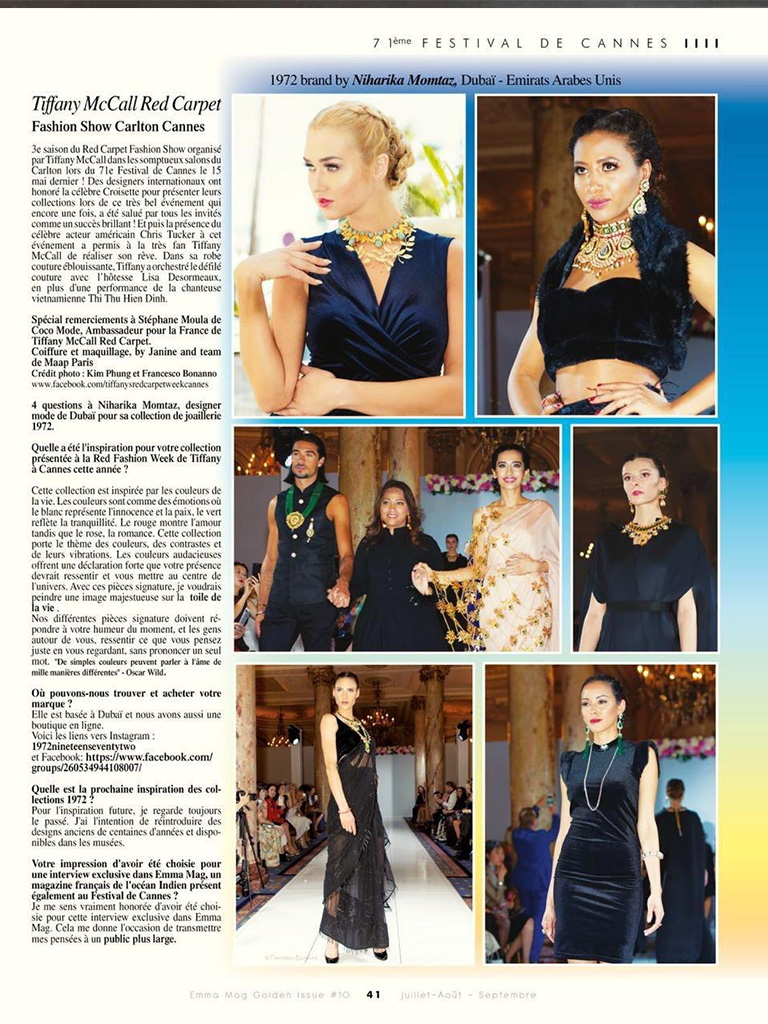 7 1ème FESTIVAL DE CANNES
1972 brand by Niharika Momtaz, Dubaï - Emirats Arabes Unis
Tiffany McCall Red Carpet
Fashion Show Carlton Cannes
3e saison du Red Carpet Fashion Show organisé
par Tiffany McCall dans les somptueux salons du
Carlton lors du 71e Festival de Cannes le 15
mai dernier ! Des designers internationaux ont
honoré la célèbre Croisette pour présenter leurs
collections lors de ce très bel événement qui
encore une fois, a été salué par tous les invités
comme un succès brillant ! Et puis la présence du
célèbre acteur américain Chris Tucker à cet
événement a permis à la très fan Tiffany
McCall de réaliser son rêve. Dans sa robe
couture éblouissante, Tiffany a orchestré le défilé
couture avec l'hôtesse Lisa Desormeaux,
en plus d'une performance de la chanteuse
vietnamienne Thi Thu Hien Dinh.
Spécial remerciements à Stéphane Moula de
Coco Mode, Ambassadeur pour la France de
Tiffany McCall Red Carpet.
Coiffure et maquillage, by Janine and team
de Maap Paris
Crédit photo : Kim Phung et Francesco Bonanno
www.facebook.com/tiffanysredcarpetweekcannes
4 questions à Niharika Momtaz, designer
mode de Dubaï pour sa collection de joaillerie
1972.
Quelle a été l'inspiration pour votre collection
présentée à la Red Fashion Week de Tiffany
à Cannes cette année ?
Cette collection est inspirée par les couleurs de
la vie. Les couleurs sont comme des émotions où
le blanc représente l'innocence et la paix, le vert
reflète la tranquillité. Le rouge montre l'amour
tandis que le rose, la romance. Cette collection
porte le thème des couleurs, des contrastes et
de leurs vibrations. Les couleurs audacieuses
offrent une déclaration forte que votre présence
devrait ressentir et vous mettre au centre de
l'univers. Avec ces pièces signature, je voudrais
peindre une image majestueuse sur la toile de
la vie .
Nos différentes pièces signature doivent ré-
pondre à votre humeur du moment, et les gens
autour de vous, ressentir ce que vous pensez
juste en vous regardant, sans prononcer un seul
mot. "De simples couleurs peuvent parler à l'âme de
mille manières différentes" - Oscar Wild.
Où pouvons-nous trouver et acheter votre
marque ?
Elle est basée à Dubaï et nous avons aussi une
boutique en ligne.
Voici les liens vers Instagram :
1972nineteenseventytwo
et Facebook: https://www.facebook.com/
groups/260534944108007/
Quelle est la prochaine inspiration des col-
lections 1972 ?
Pour l'inspiration future, je regarde toujours
le passé. J'ai l'intention de réintroduire des
designs anciens de centaines d'années et dispo-
nibles dans les musées.
Votre impression d'avoir été choisie pour
une interview exclusive dans Emma Mag, un
magazine français de l'océan Indien présent
également au Festival de Cannes ?
Je me sens vraiment honorée d'avoir été choi-
sie pour cette interview exclusive dans Emma
Mag. Cela me donne l'occasion de transmettre
mes pensées à un public plus large.
Emma Mag Golden Issue #10 41 Juillet-Août - Septembre